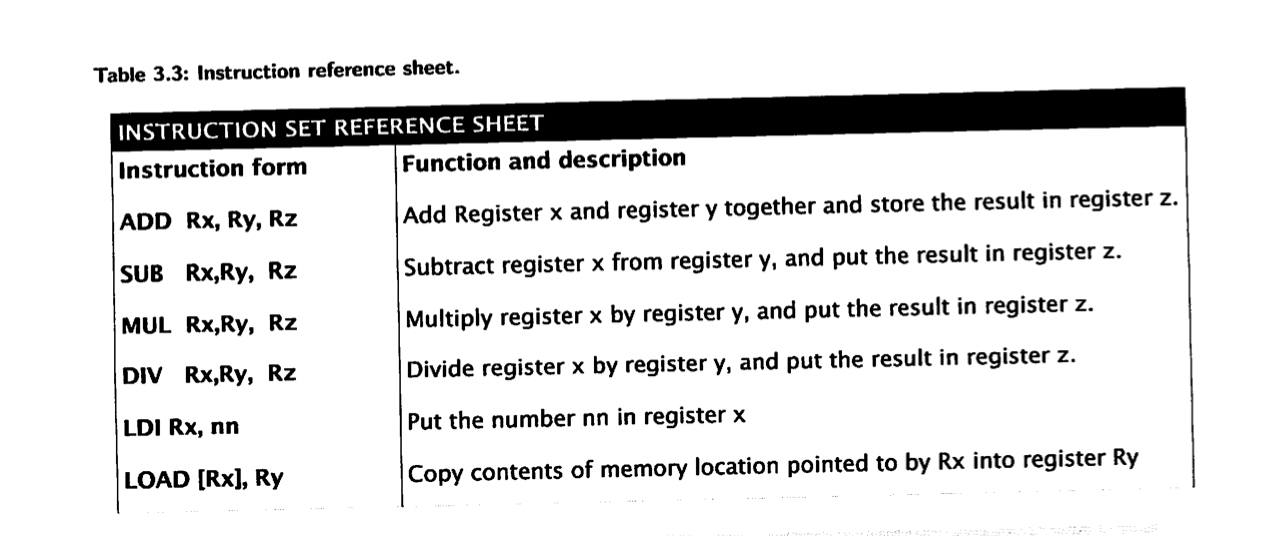 Table 3.3: Instruction reference sheet.
INSTRUCTION SET REFERENCE SHEET
Instruction form Function and description
ADD Rx, Ry, Rz Add Register x and register y together and store the result in register z.
SUB Rx,Ry, Rz Subtract register x from register y, and put the result in register z.
MUL Rx,Ry, Rz Multiply register x by register y, and put the result in register z.
DIV Rx,Ry, Rz Divide register x by register y, and put the result in register z.
LDI Rx, nn Put the number nn in register x
LOAD [Rx], Ry Copy contents of memory location pointed to by Rx into register Ry